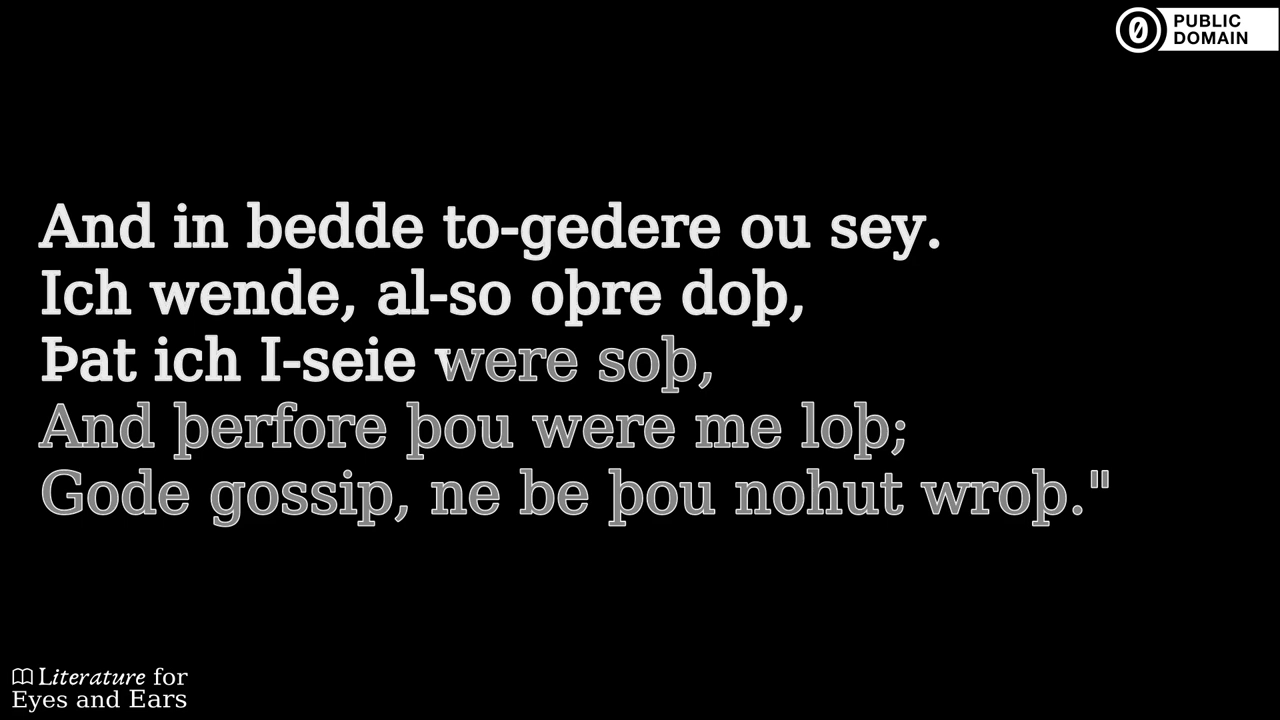 PUBLIC
DOMAIN
And in bedde to-gedere ou sey.
Ich wende, al-so oþre doþ,
Þat ich I-seie were soþ,
And þerfore þou were me loþ;
Gode gossip, ne be þou nohut wroþ."
Literature for
Eyes and Ears